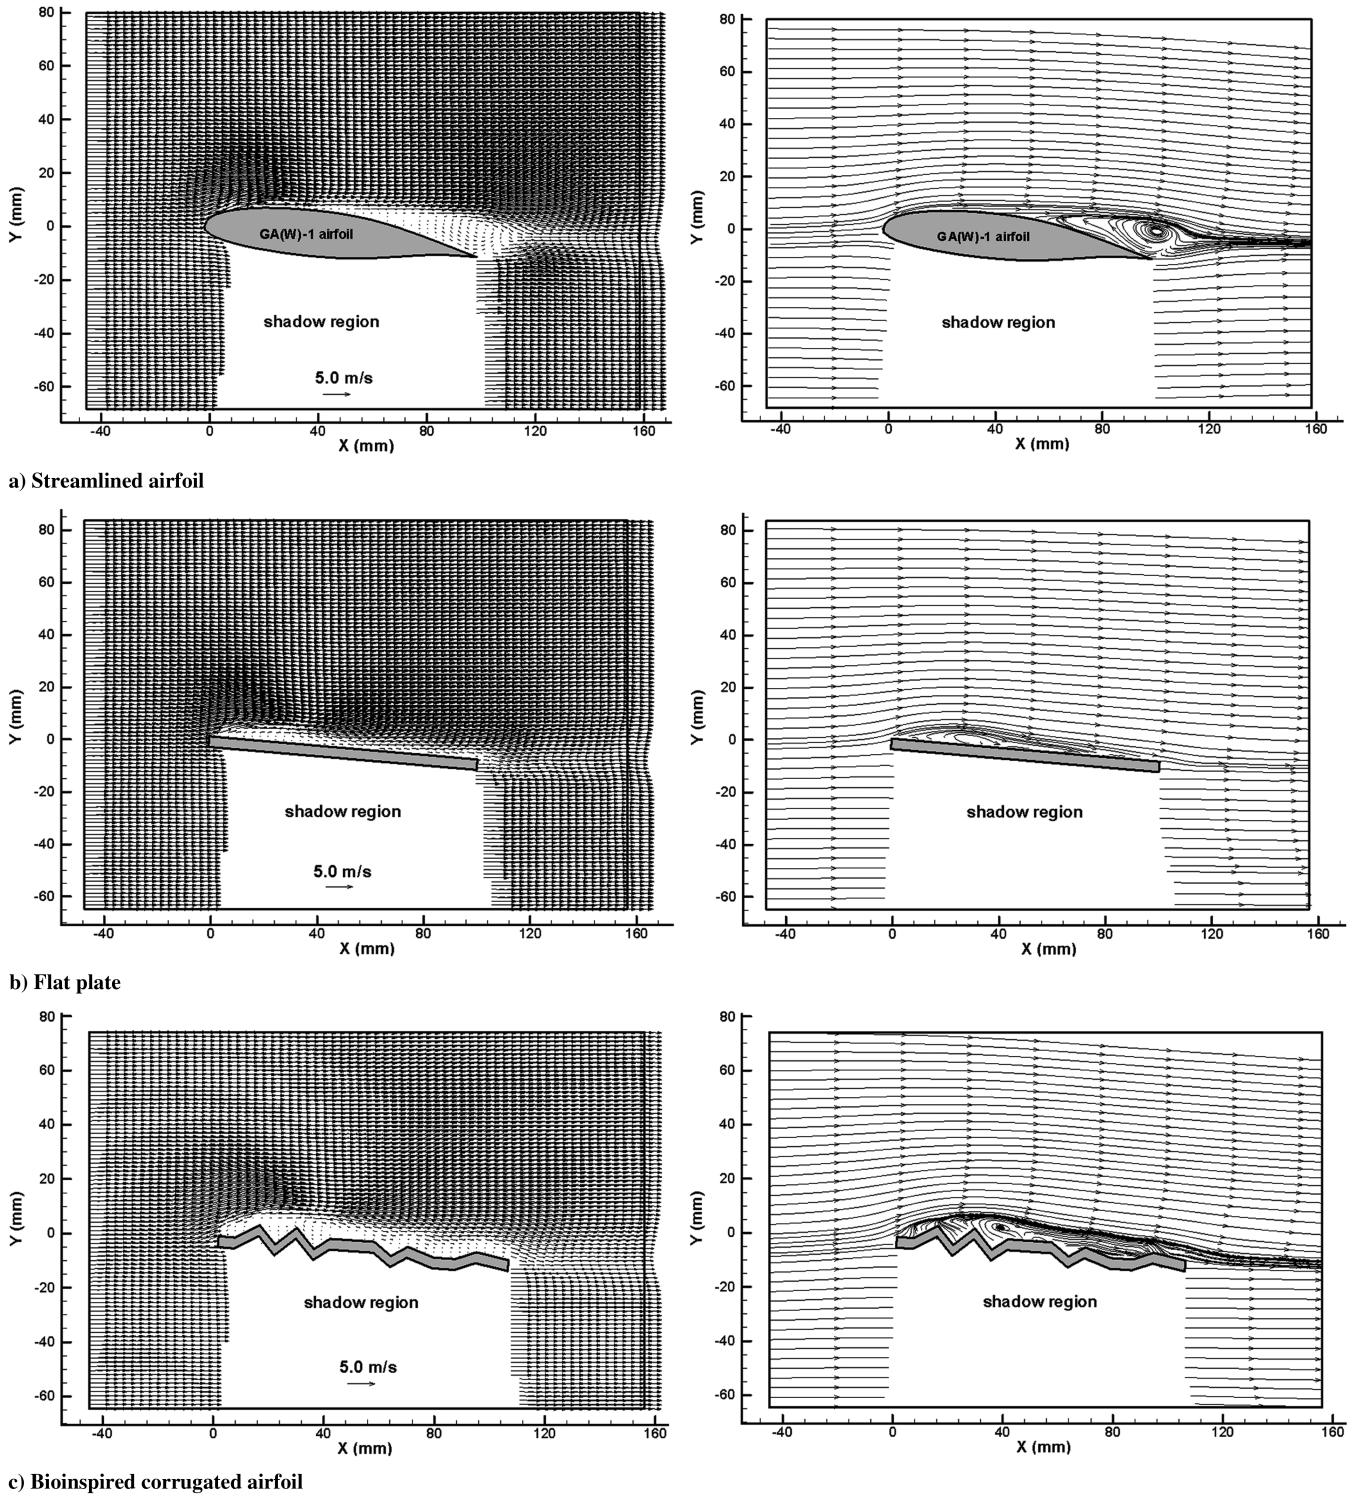 80
60
40
20
0
-20
-40
-60
Y (mm)
GA(W)-1 airfoil
shadow region
5.0 m/s
-40 0 40 80 120 160
X (mm)
80
60
40
20
0
-20
-40
-60
Y (mm)
GA(W)-1 airfoil
shadow region
-40 0 40 80 120 160
X (mm)
a) Streamlined airfoil
80
60
40
20
0
-20
-40
-60
Y (mm)
shadow region
5.0 m/s
-40 0 40 80 120 160
X (mm)
80
60
40
20
0
-20
-40
-60
Y (mm)
shadow region
-40 0 40 80 120 160
X (mm)
b) Flat plate
80
60
40
20
0
-20
-40
-60
Y (mm)
shadow region
5.0 m/s
-40 0 40 80 120 160
X (mm)
80
60
40
20
0
-20
-40
-60
Y (mm)
shadow region
-40 0 40 80 120 160
X (mm)
c) Bioinspired corrugated airfoil